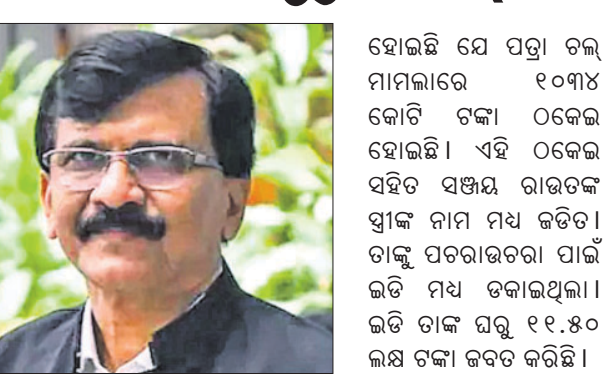 ହୋଇଛି ଯେ ପତ୍ରା ଚଲ୍
ମାମଲାରେ ୧୦୩୪
କୋଟି ଟଙ୍କା ଠକେଇ
ହୋଇଛି। ଏହି ଠକେଇ
ସହିତ ସଞ୍ଜୟ ରାଉତଙ୍କ
ସ୍ତ୍ରୀଙ୍କ ନାମ ମଧ୍ୟ ଜଡିତ।
ତାଙ୍କୁ ପଚରାଉଚରା ପାଇଁ
ଇଡି ମଧ୍ୟ ଡକାଇଥିଲା।
ଇଡି ତାଙ୍କ ଘରୁ ୧୧.୫୦
ଲକ୍ଷ ଟଙ୍କା ଜବତ କରିଛି।